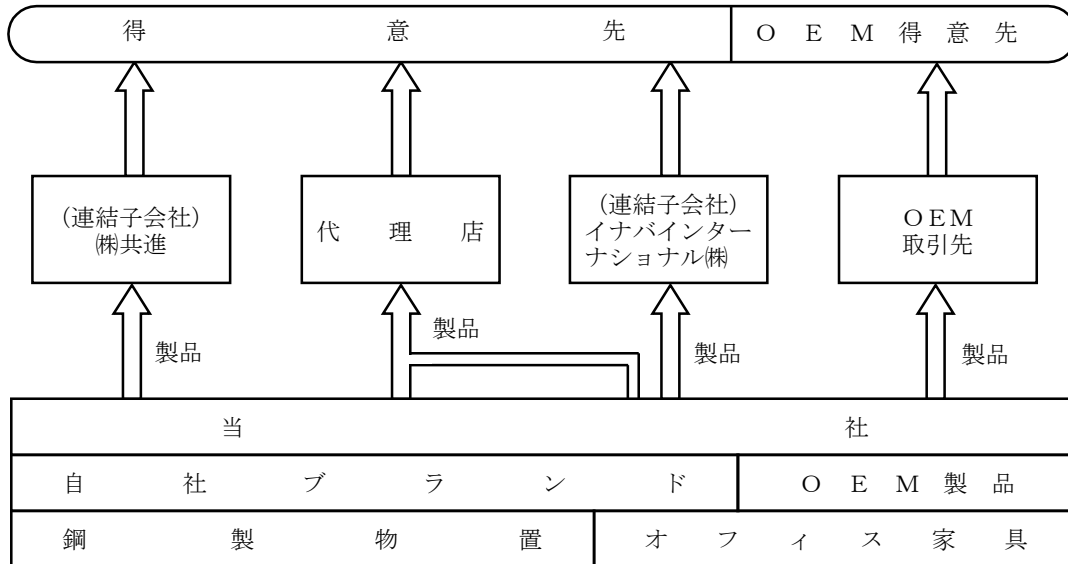 得意先
OEM得意先
(連結子会社)
㈱共進
代理店
(連結子会社)
イナバインター
ナショナル㈱
OEM
取引先
製品
製品
製品
製品
当社
自社ブランド
OEM製品
鋼製物置
オフィス家具